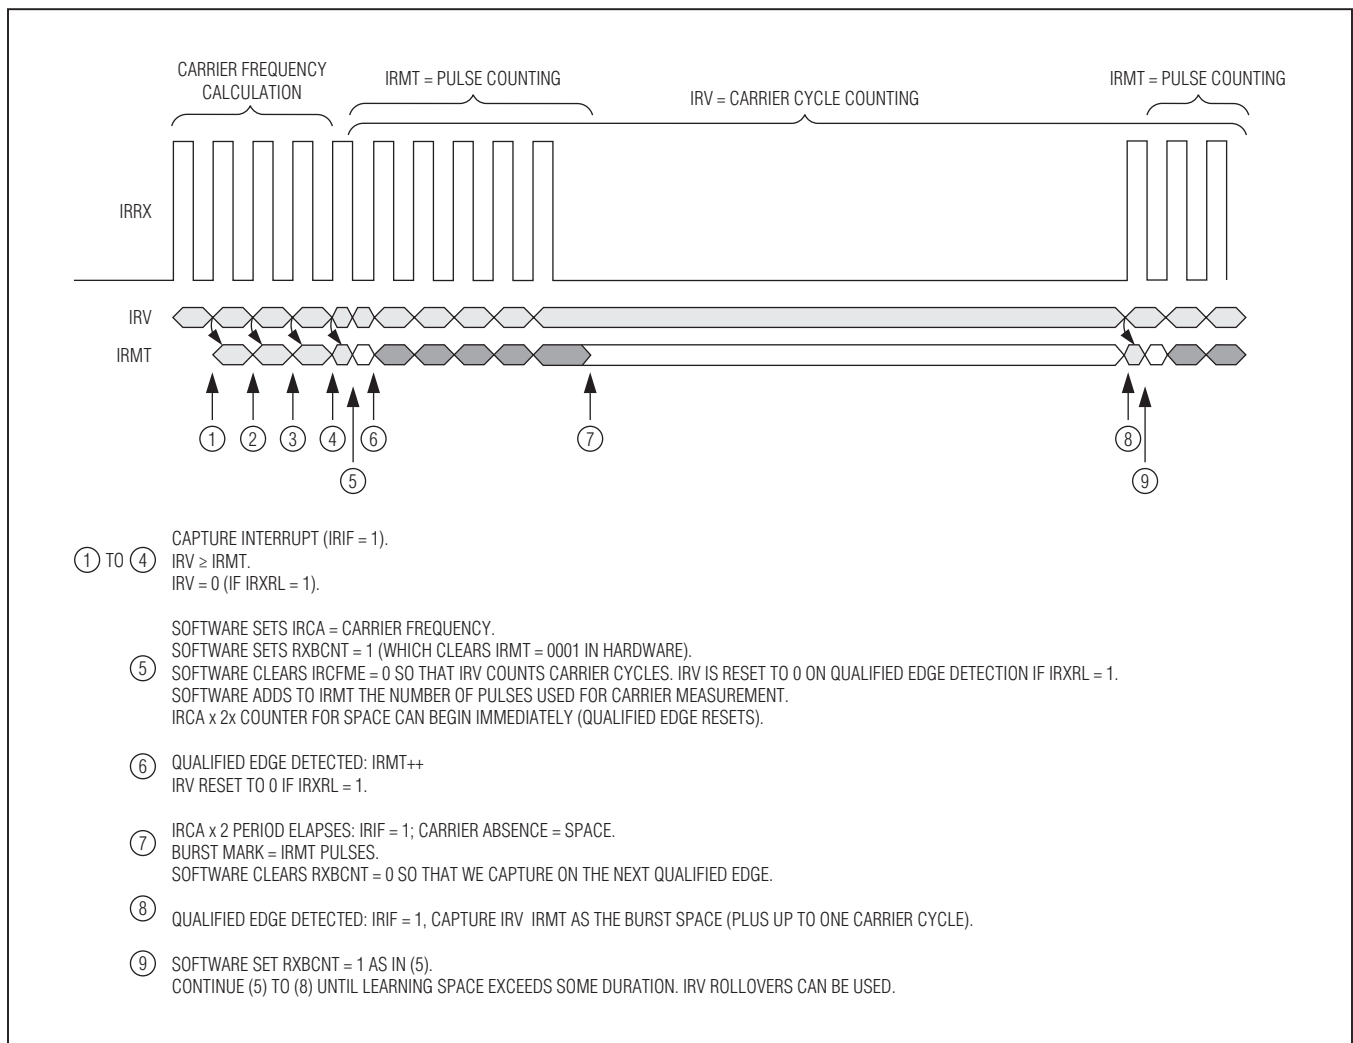 CARRIER FREQUENCY
CALCULATION
IRMT = PULSE COUNTING
IRV = CARRIER CYCLE COUNTING
IRMT = PULSE COUNTING
IRRX
IRV
IRMT
1 2 3 4 6 7 8
5 9
1 TO 4
CAPTURE INTERRUPT (IRIF = 1).
IRV ≥ IRMT.
IRV = 0 (IF IRXRL = 1).
5
SOFTWARE SETS IRCA = CARRIER FREQUENCY.
SOFTWARE SETS RXBCNT = 1 (WHICH CLEARS IRMT = 0001 IN HARDWARE).
SOFTWARE CLEARS IRCFME = 0 SO THAT IRV COUNTS CARRIER CYCLES. IRV IS RESET TO 0 ON QUALIFIED EDGE DETECTION IF IRXRL = 1.
SOFTWARE ADDS TO IRMT THE NUMBER OF PULSES USED FOR CARRIER MEASUREMENT.
IRCA x 2x COUNTER FOR SPACE CAN BEGIN IMMEDIATELY (QUALIFIED EDGE RESETS).
6
QUALIFIED EDGE DETECTED: IRMT++
IRV RESET TO 0 IF IRXRL = 1.
7
IRCA x 2 PERIOD ELAPSES: IRIF = 1; CARRIER ABSENCE = SPACE.
BURST MARK = IRMT PULSES.
SOFTWARE CLEARS RXBCNT = 0 SO THAT WE CAPTURE ON THE NEXT QUALIFIED EDGE.
8
QUALIFIED EDGE DETECTED: IRIF = 1, CAPTURE IRV IRMT AS THE BURST SPACE (PLUS UP TO ONE CARRIER CYCLE).
9
SOFTWARE SET RXBCNT = 1 AS IN (5).
CONTINUE (5) TO (8) UNTIL LEARNING SPACE EXCEEDS SOME DURATION. IRV ROLLOVERS CAN BE USED.